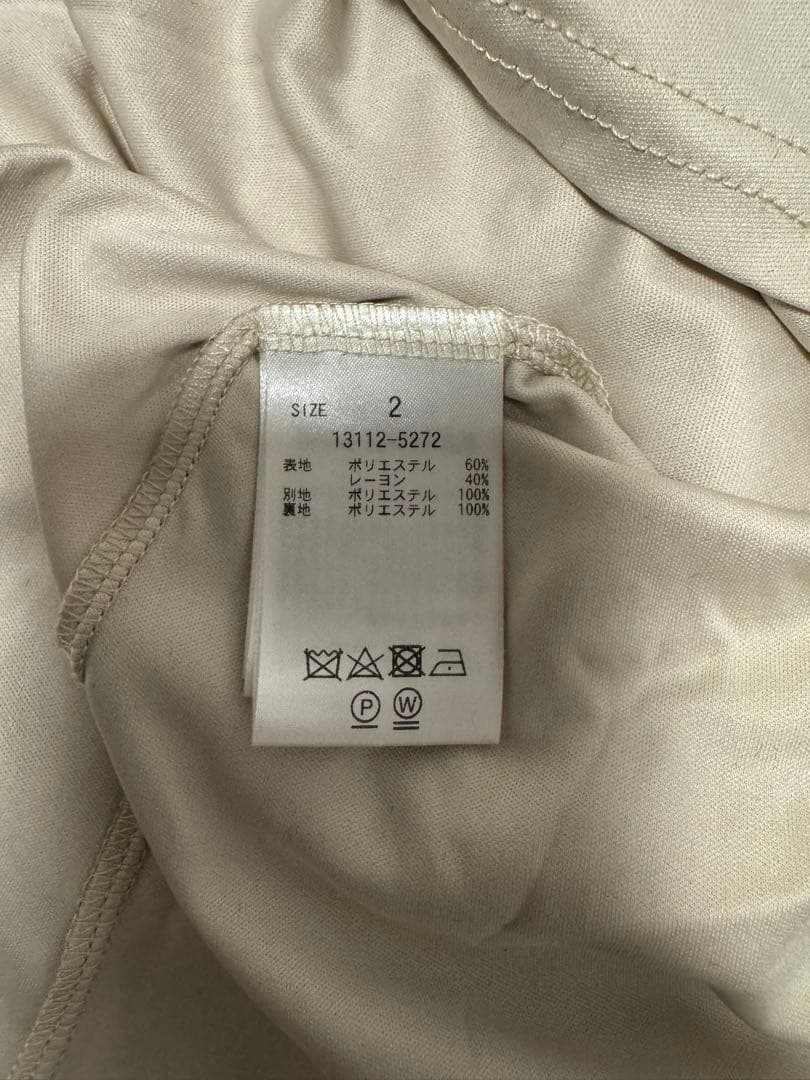 SIZE 2
13112-5272
表地 ポリエステル 60%
レーヨン 40%
別地 ポリエステル 100%
裏地 ポリエステル 100%
P W